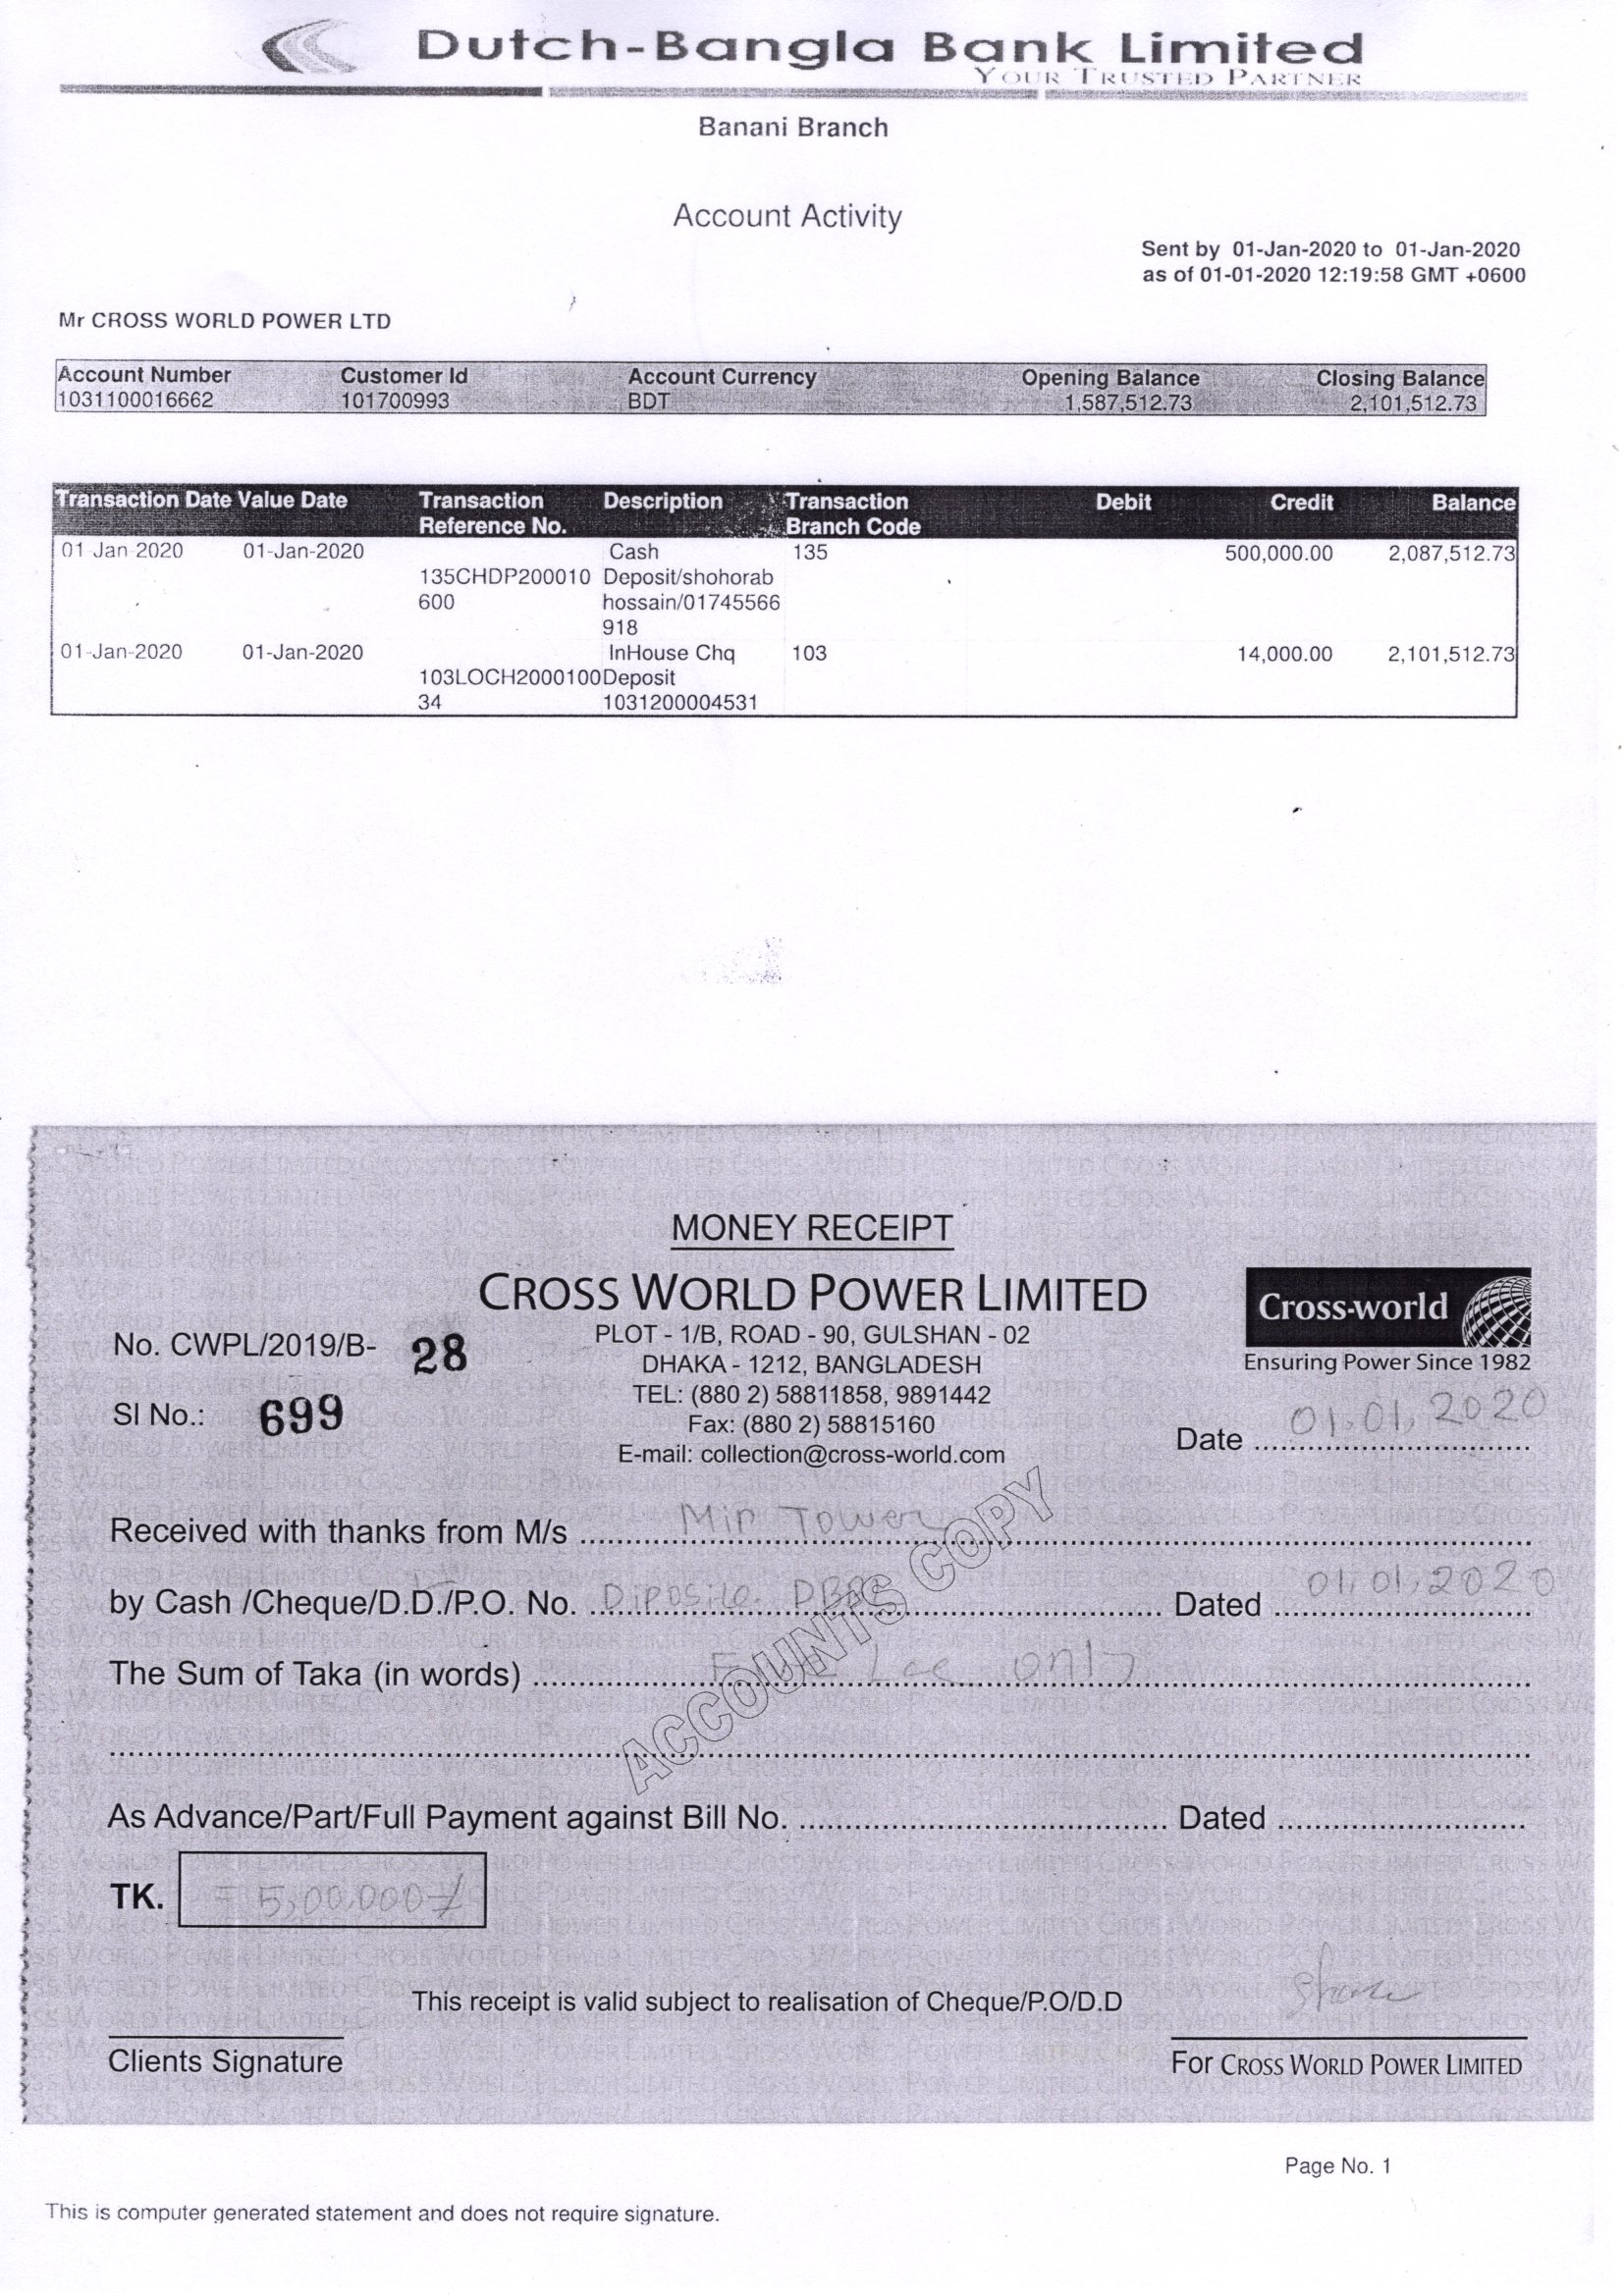 Dutch-Bangla Bank Limited
YOUR TRUSTED PARTNER
Banani Branch
Account Activity
Sent by 01-Jan-2020 to 01-Jan-2020
as of 01-01-2020 12:19:58 GMT +0600
Mr CROSS WORLD POWER LTD
Account Number Customer Id Account Currency Opening Balance Closing Balance
1031100016662 101700993 BDT 1,587,512.73 2,101,512.73
Transaction Date Value Date Transaction Description Transaction Debit Credit Balance
Reference No. Branch Code
01-Jan-2020 01-Jan-2020 Cash 135 500,000.00 2,087,512.73
135CHDP200010 Deposit/shohorab
600 hossain/01745566
918
01-Jan-2020 01-Jan-2020 InHouse Chq 103 14,000.00 2,101,512.73
103LOCH2000100 Deposit
34 1031200004531
MONEY RECEIPT
CROSS WORLD POWER LIMITED
Cross-world
No. CWPL/2019/B- 28
PLOT - 1/B, ROAD - 90, GULSHAN - 02
DHAKA - 1212, BANGLADESH
Ensuring Power Since 1982
TEL: (880 2) 58811858, 9891442
Sl No.: 699
Fax: (880 2) 58815160
Date 01.01.2020
E-mail: collection@cross-world.com
Received with thanks from M/s Tower
by Cash /Cheque/D.D./P.O. No. Dated 01.01.2020
The Sum of Taka (in words) Lac only
ACCOUNTS COPY
As Advance/Part/Full Payment against Bill No. Dated
TK. = 5,00,000/
This receipt is valid subject to realisation of Cheque/P.O/D.D
Clients Signature For CROSS WORLD POWER LIMITED
Page No. 1
This is computer generated statement and does not require signature.